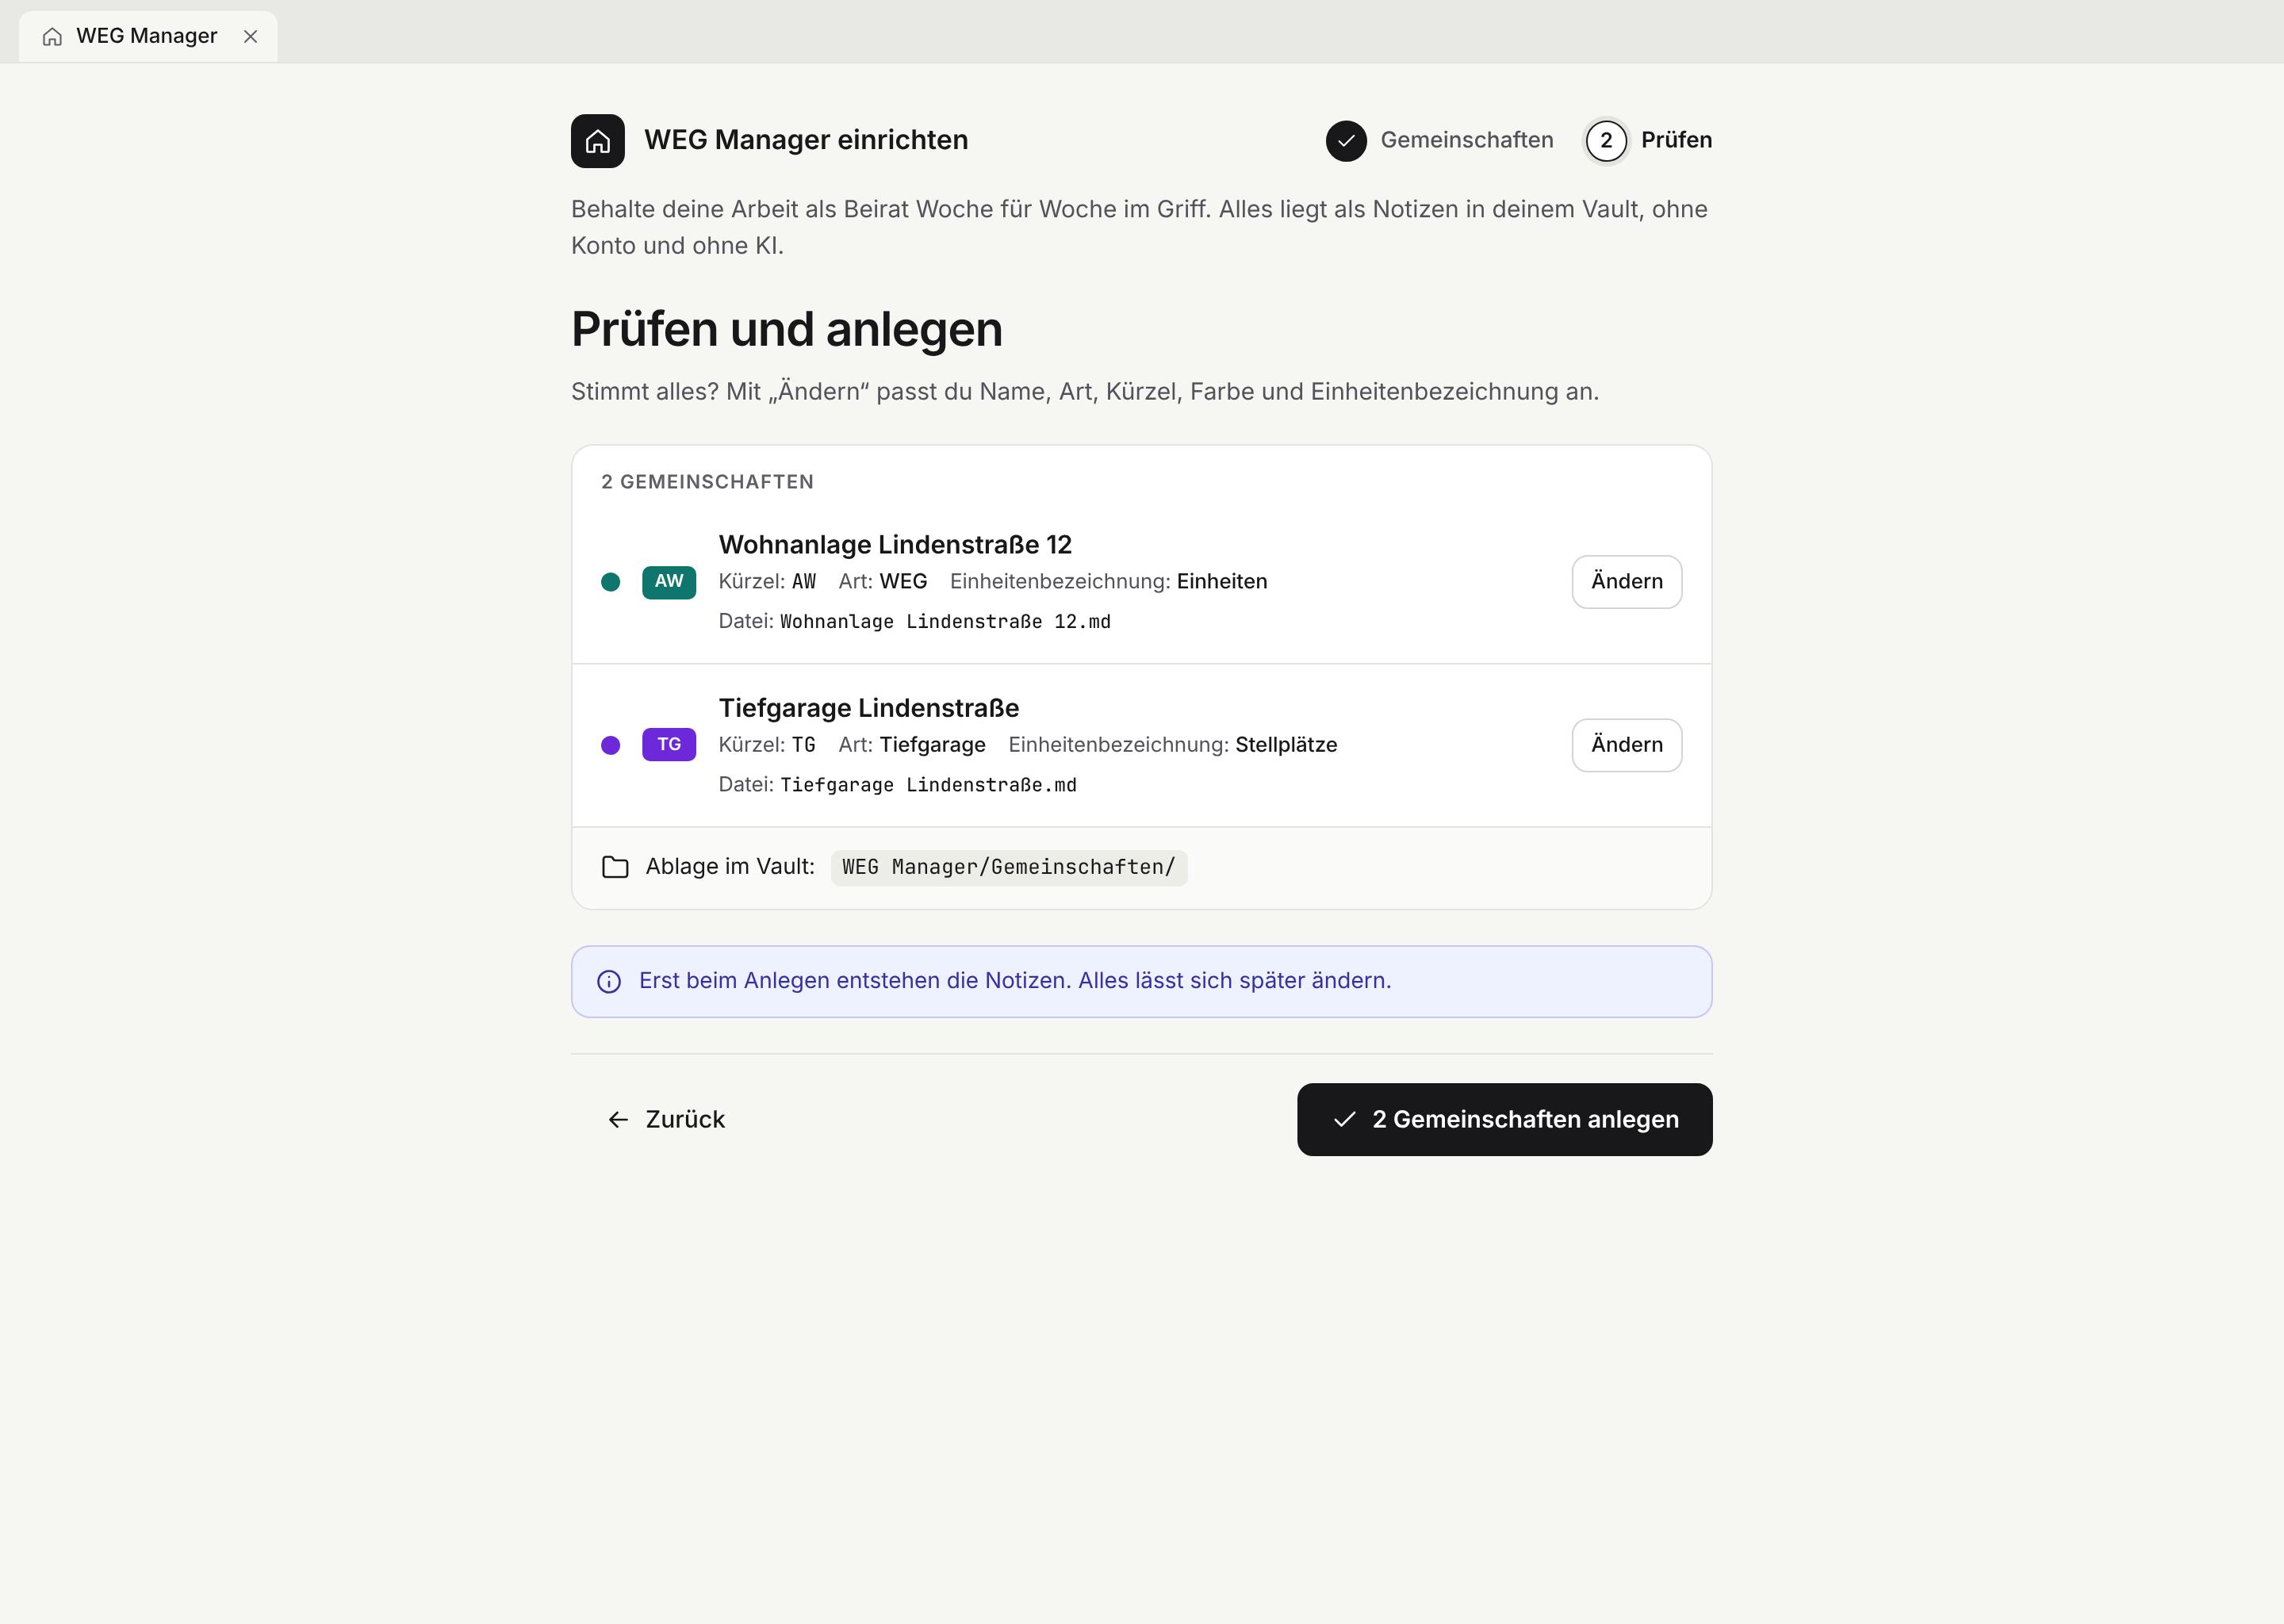 WEG Manager
WEG Manager einrichten
Gemeinschaften
2 Prüfen
Behalte deine Arbeit als Beirat Woche für Woche im Griff. Alles liegt als Notizen in deinem Vault, ohne
Konto und ohne KI.
Prüfen und anlegen
Stimmt alles? Mit „Ändern“ passt du Name, Art, Kürzel, Farbe und Einheitenbezeichnung an.
2 GEMEINSCHAFTEN
Wohnanlage Lindenstraße 12
AW
Kürzel: AW Art: WEG Einheitenbezeichnung: Einheiten
Ändern
Datei: Wohnanlage Lindenstraße 12.md
Tiefgarage Lindenstraße
TG
Kürzel: TG Art: Tiefgarage Einheitenbezeichnung: Stellplätze
Ändern
Datei: Tiefgarage Lindenstraße.md
Ablage im Vault: WEG Manager/Gemeinschaften/
Erst beim Anlegen entstehen die Notizen. Alles lässt sich später ändern.
Zurück
2 Gemeinschaften anlegen